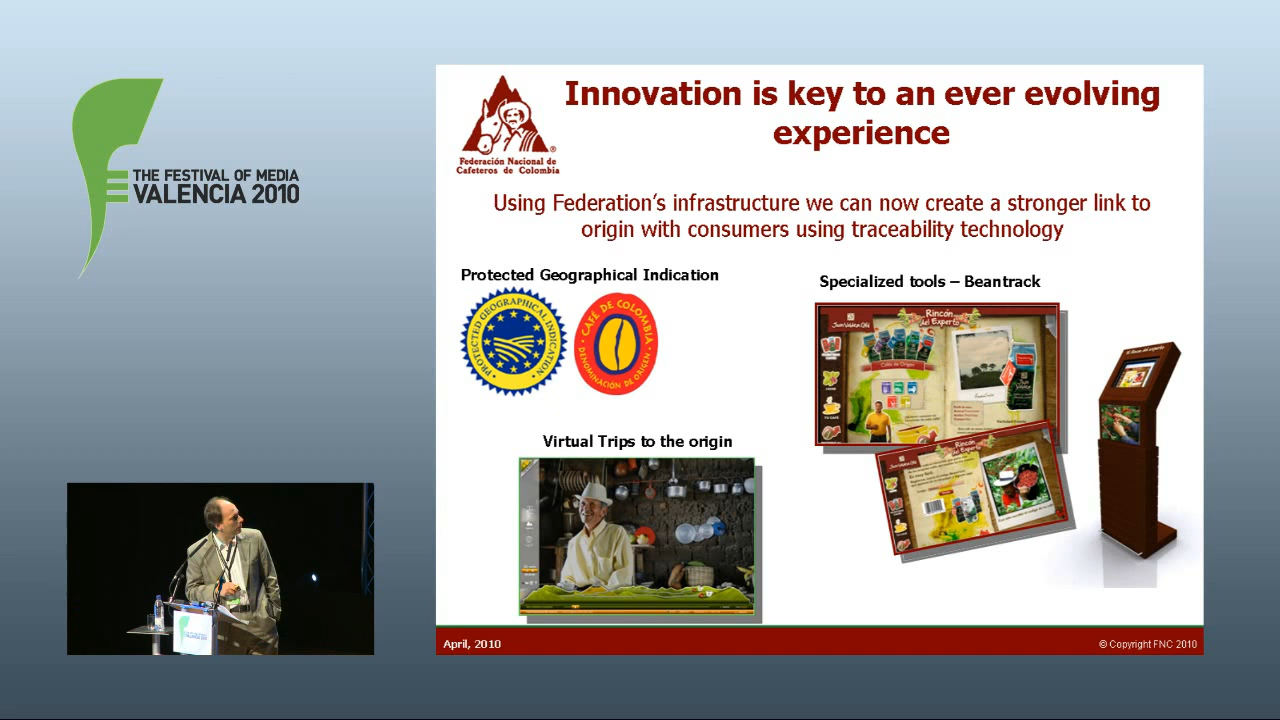 THE FESTIVAL OF MEDIA
VALENCIA 2010
Federación Nacional de
Cafeteros de Colombia
®
Innovation is key to an ever evolving
experience
Using Federation's infrastructure we can now create a stronger link to
origin with consumers using traceability technology
Protected Geographical Indication
PROTECTED GEOGRAPHICAL INDICATION
CAFÉ DE COLOMBIA
DENOMINACIÓN DE ORIGEN
Virtual Trips to the origin
Specialized tools – Beantrack
Rincón
del Experto
Rincón
del Experto
April, 2010
© Copyright FNC 2010
VALENCIA 2010